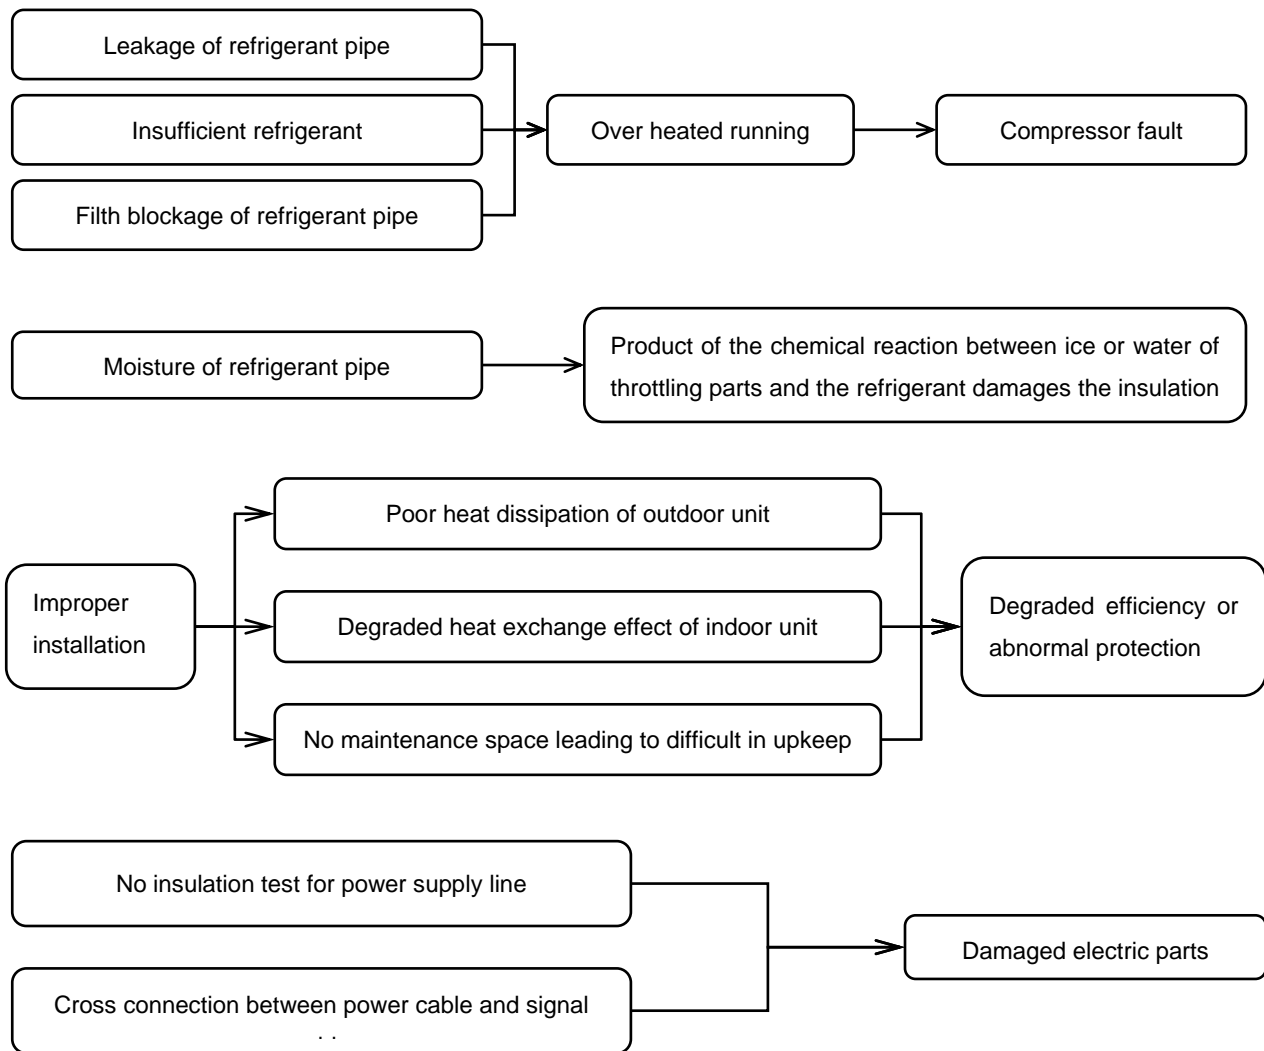 Leakage of refrigerant pipe
Insufficient refrigerant
Over heated running
Compressor fault
Filth blockage of refrigerant pipe
Moisture of refrigerant pipe
Product of the chemical reaction between ice or water of
throttling parts and the refrigerant damages the insulation
Improper
installation
Poor heat dissipation of outdoor unit
Degraded heat exchange effect of indoor unit
No maintenance space leading to difficult in upkeep
Degraded efficiency or
abnormal protection
No insulation test for power supply line
Cross connection between power cable and signal
Damaged electric parts